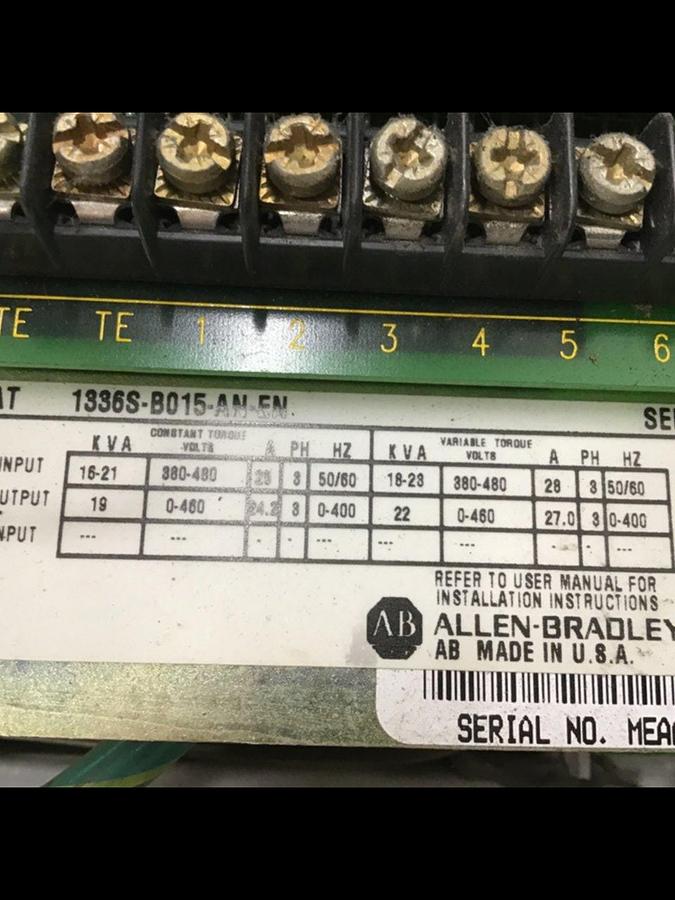 TE TE 1 2 3 4 5 6
AT 1336S-B015-AN-EN SE
CONSTANT TORQUE VARIABLE TORQUE
KVA VOLTS A PH HZ KVA VOLTS A PH HZ
INPUT 16-21 380-480 3 50/60 18-23 380-480 28 3 50/60
OUTPUT 19 0-460 24.2 3 0-400 22 0-460 27.0 3 0-400
NPUT --- --- - - --- --- --- - - ---
REFER TO USER MANUAL FOR
INSTALLATION INSTRUCTIONS
AB ALLEN-BRADLEY
AB MADE IN U.S.A.
SERIAL NO. MEA